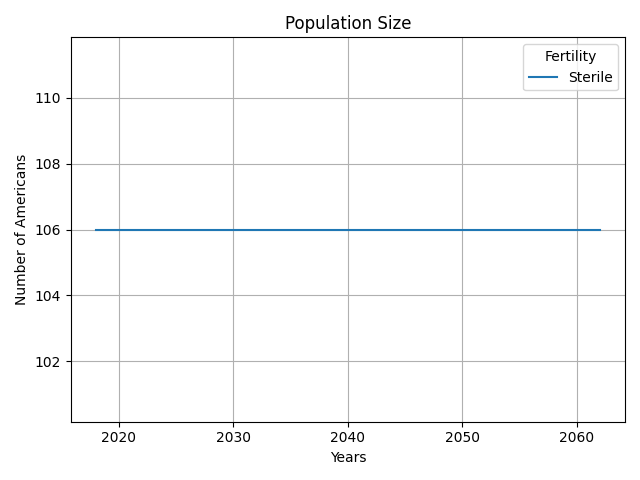 Population Size
Fertility
Sterile
Number of Americans
110
108
106
104
102
2020 2030 2040 2050 2060
Years